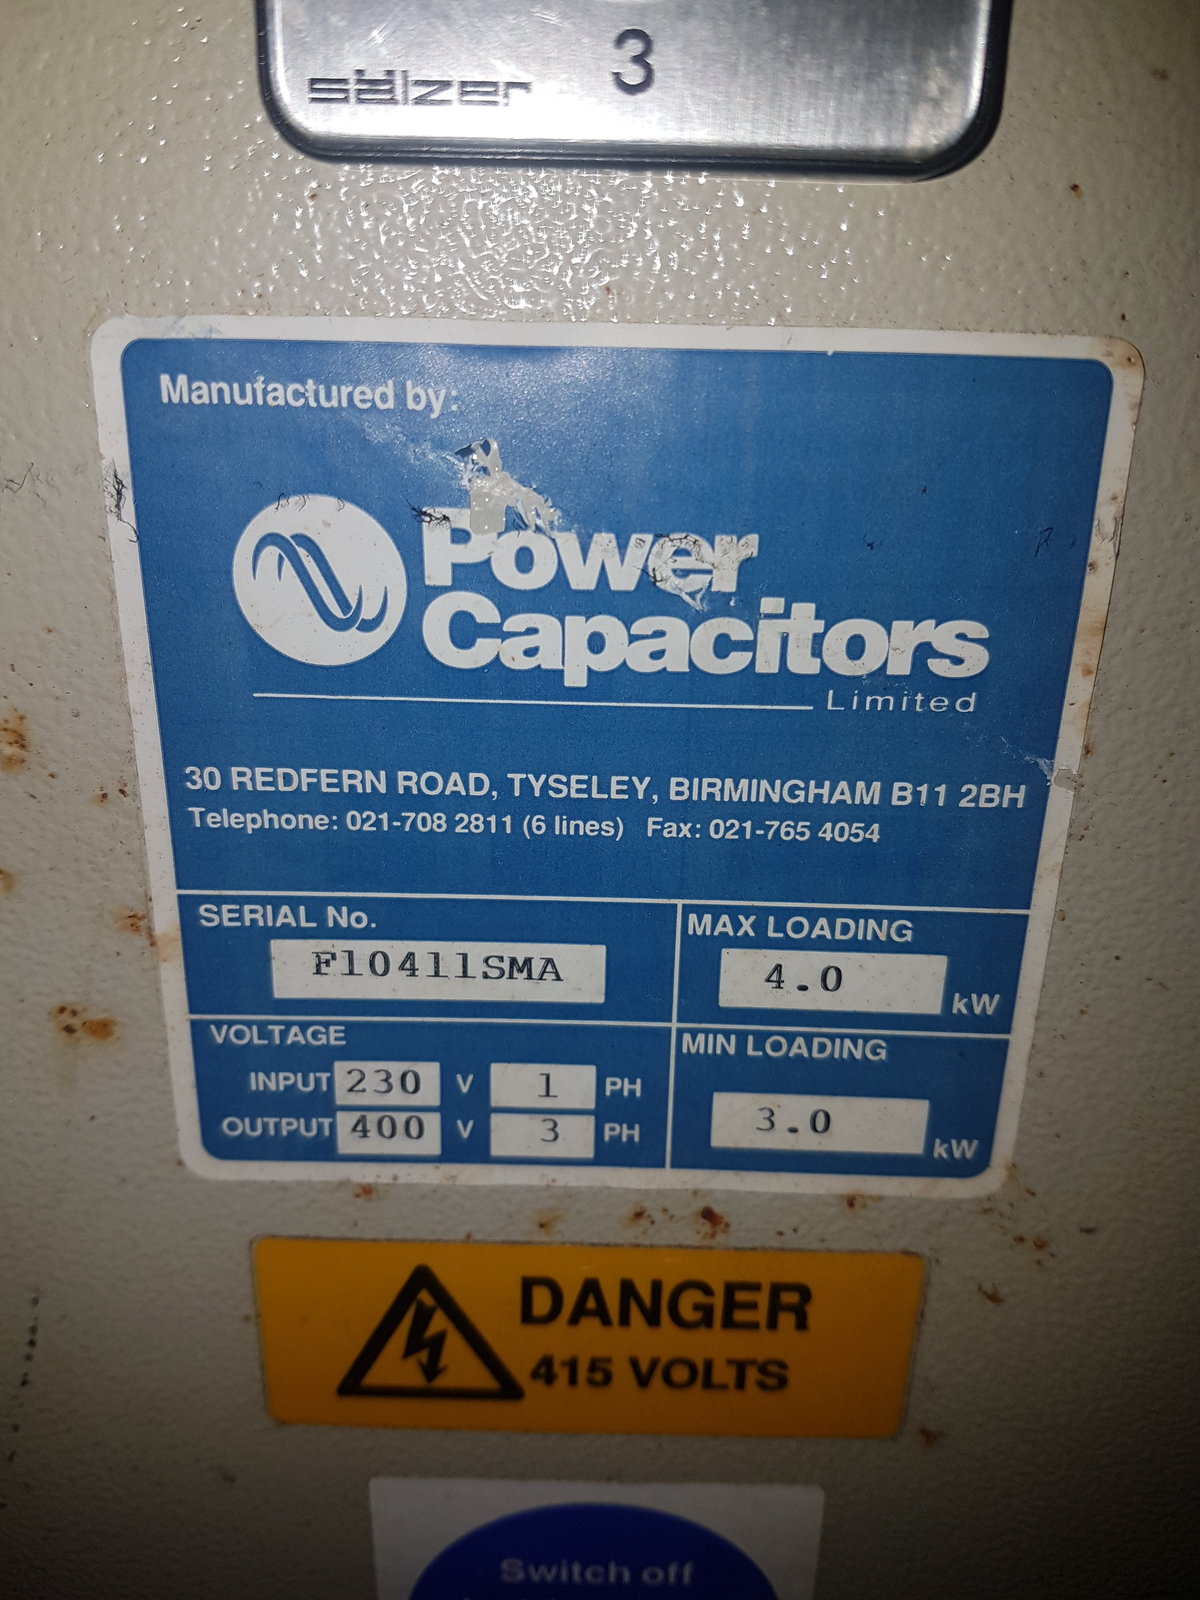 3
sälzer
Manufactured by:
Power
Capacitors
Limited
30 REDFERN ROAD, TYSELEY, BIRMINGHAM B11 2BH
Telephone: 021-708 2811 (6 lines) Fax: 021-765 4054
SERIAL No.
F10411SMA
MAX LOADING
4.0 kW
VOLTAGE
INPUT 230 V 1 PH
OUTPUT 400 V 3 PH
MIN LOADING
3.0 kW
DANGER
415 VOLTS
Switch off